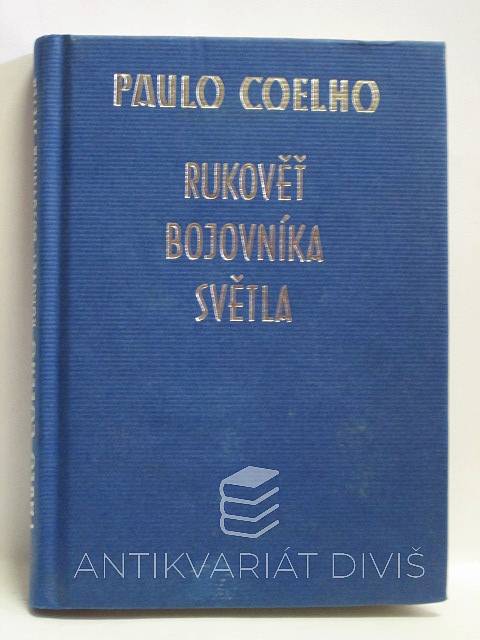 PAULO COELHO
RUKOVĚŤ
BOJOVNÍKA
SVĚTLA
ANTIKVARIÁT DIVIŠ